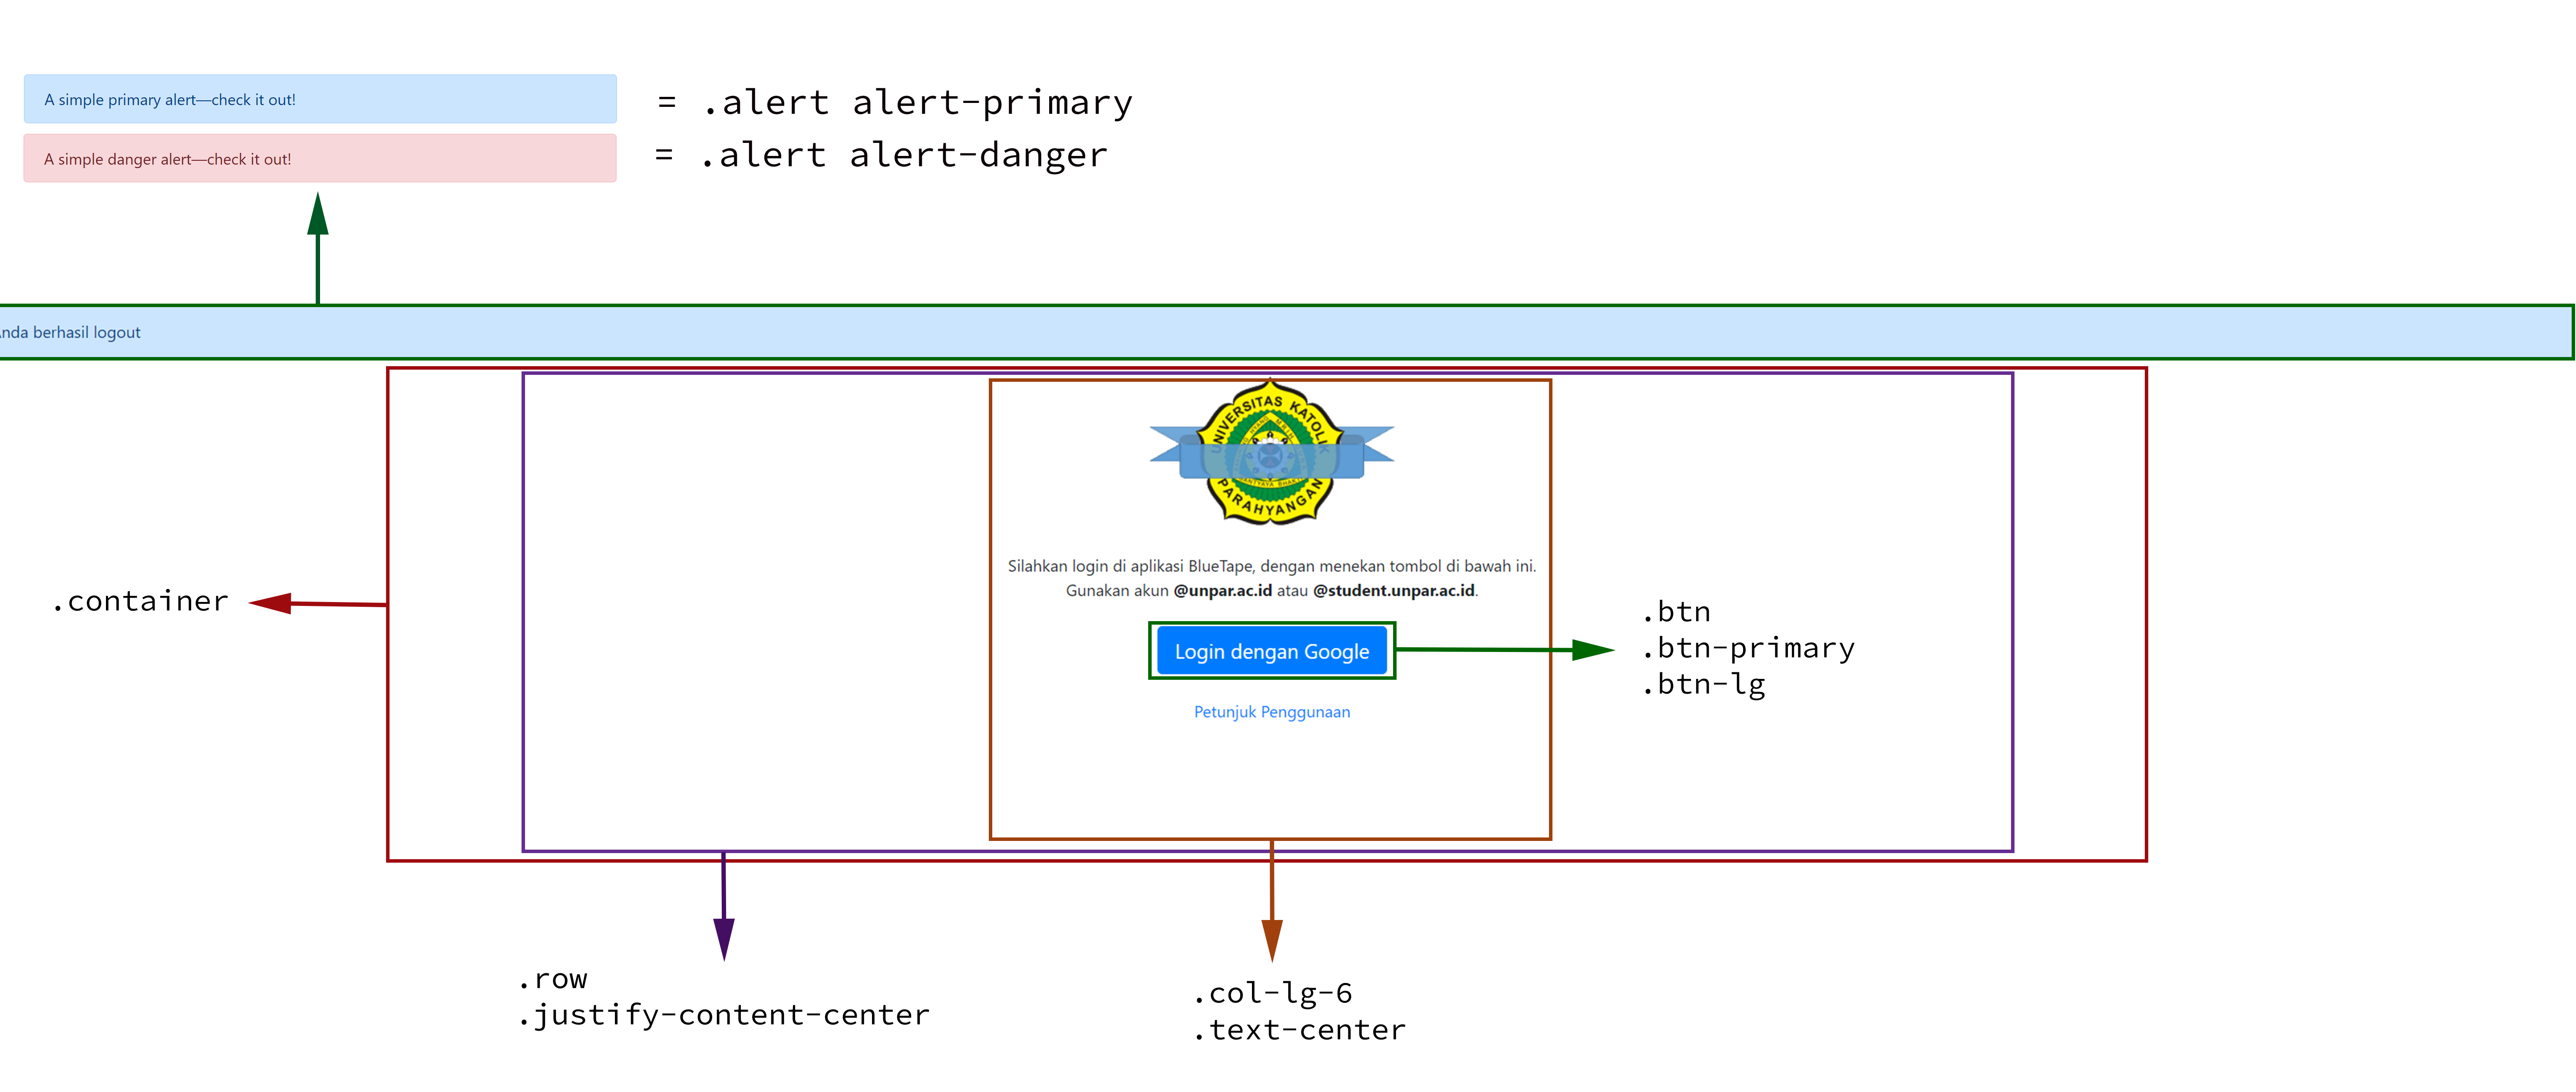 A simple primary alert—check it out!
= .alert alert-primary
A simple danger alert—check it out!
= .alert alert-danger
nda berhasil logout
UNIVERSITAS KATOLIK
PARAHYANGAN
Silahkan login di aplikasi BlueTape, dengan menekan tombol di bawah ini.
Gunakan akun @unpar.ac.id atau @student.unpar.ac.id.
.container
Login dengan Google
.btn
.btn-primary
.btn-lg
Petunjuk Penggunaan
.row
.justify-content-center
.col-lg-6
.text-center